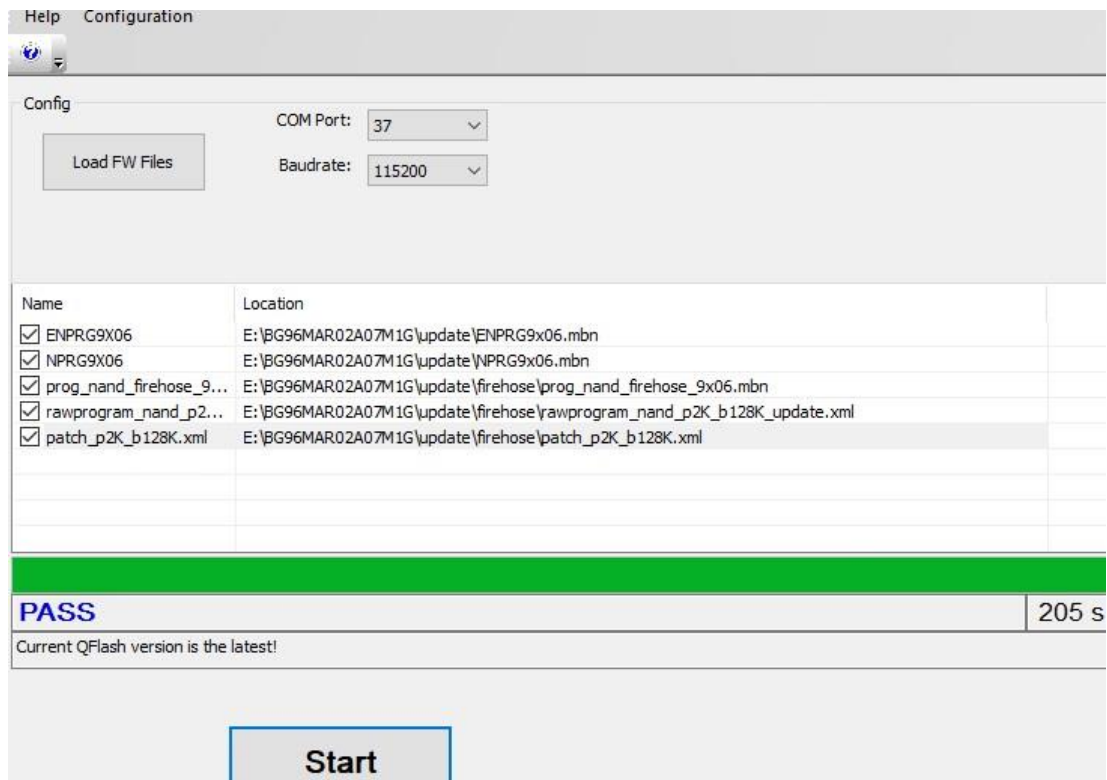 Help Configuration
Config
COM Port: 37
Load FW Files
Baudrate: 115200
Name Location
ENPRG9X06 E:\BG96MAR02A07M1G\update\ENPRG9x06.mbn
NPRG9X06 E:\BG96MAR02A07M1G\update\NPRG9x06.mbn
prog_nand_firehose_9... E:\BG96MAR02A07M1G\update\firehose\prog_nand_firehose_9x06.mbn
rawprogram_nand_p2... E:\BG96MAR02A07M1G\update\firehose\rawprogram_nand_p2K_b128K_update.xml
patch_p2K_b128K.xml E:\BG96MAR02A07M1G\update\firehose\patch_p2K_b128K.xml
PASS 205 s
Current QFlash version is the latest!
Start